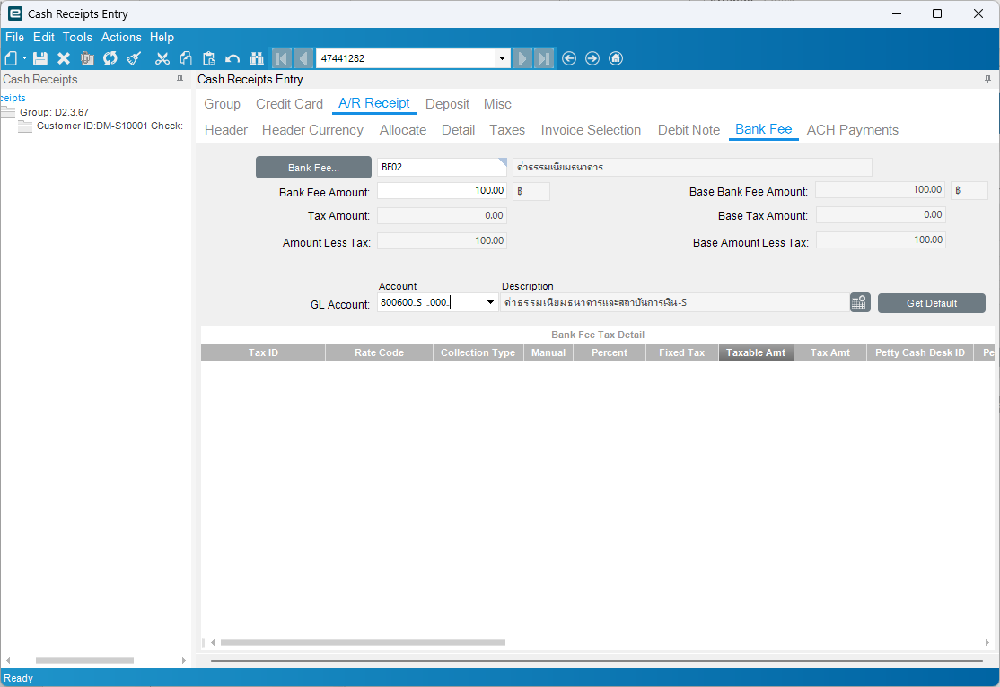 Cash Receipts Entry
File Edit Tools Actions Help
47441282
Cash Receipts
Cash Receipts Entry
ceipts
Group: D2.3.67
Customer ID:DM-S10001 Check:
Group Credit Card A/R Receipt Deposit Misc
Header Header Currency Allocate Detail Taxes Invoice Selection Debit Note Bank Fee ACH Payments
Bank Fee... BF02 ค่าธรรมเนียมธนาคาร
Bank Fee Amount: 100.00 ฿ Base Bank Fee Amount: 100.00 ฿
Tax Amount: 0.00 Base Tax Amount: 0.00
Amount Less Tax: 100.00 Base Amount Less Tax: 100.00
Account Description
GL Account: 800600..S ..000.. ค่าธรรมเนียมธนาคารและสถาบันการเงิน-S Get Default
Bank Fee Tax Detail
Tax ID Rate Code Collection Type Manual Percent Fixed Tax Taxable Amt Tax Amt Petty Cash Desk ID Pe
Ready